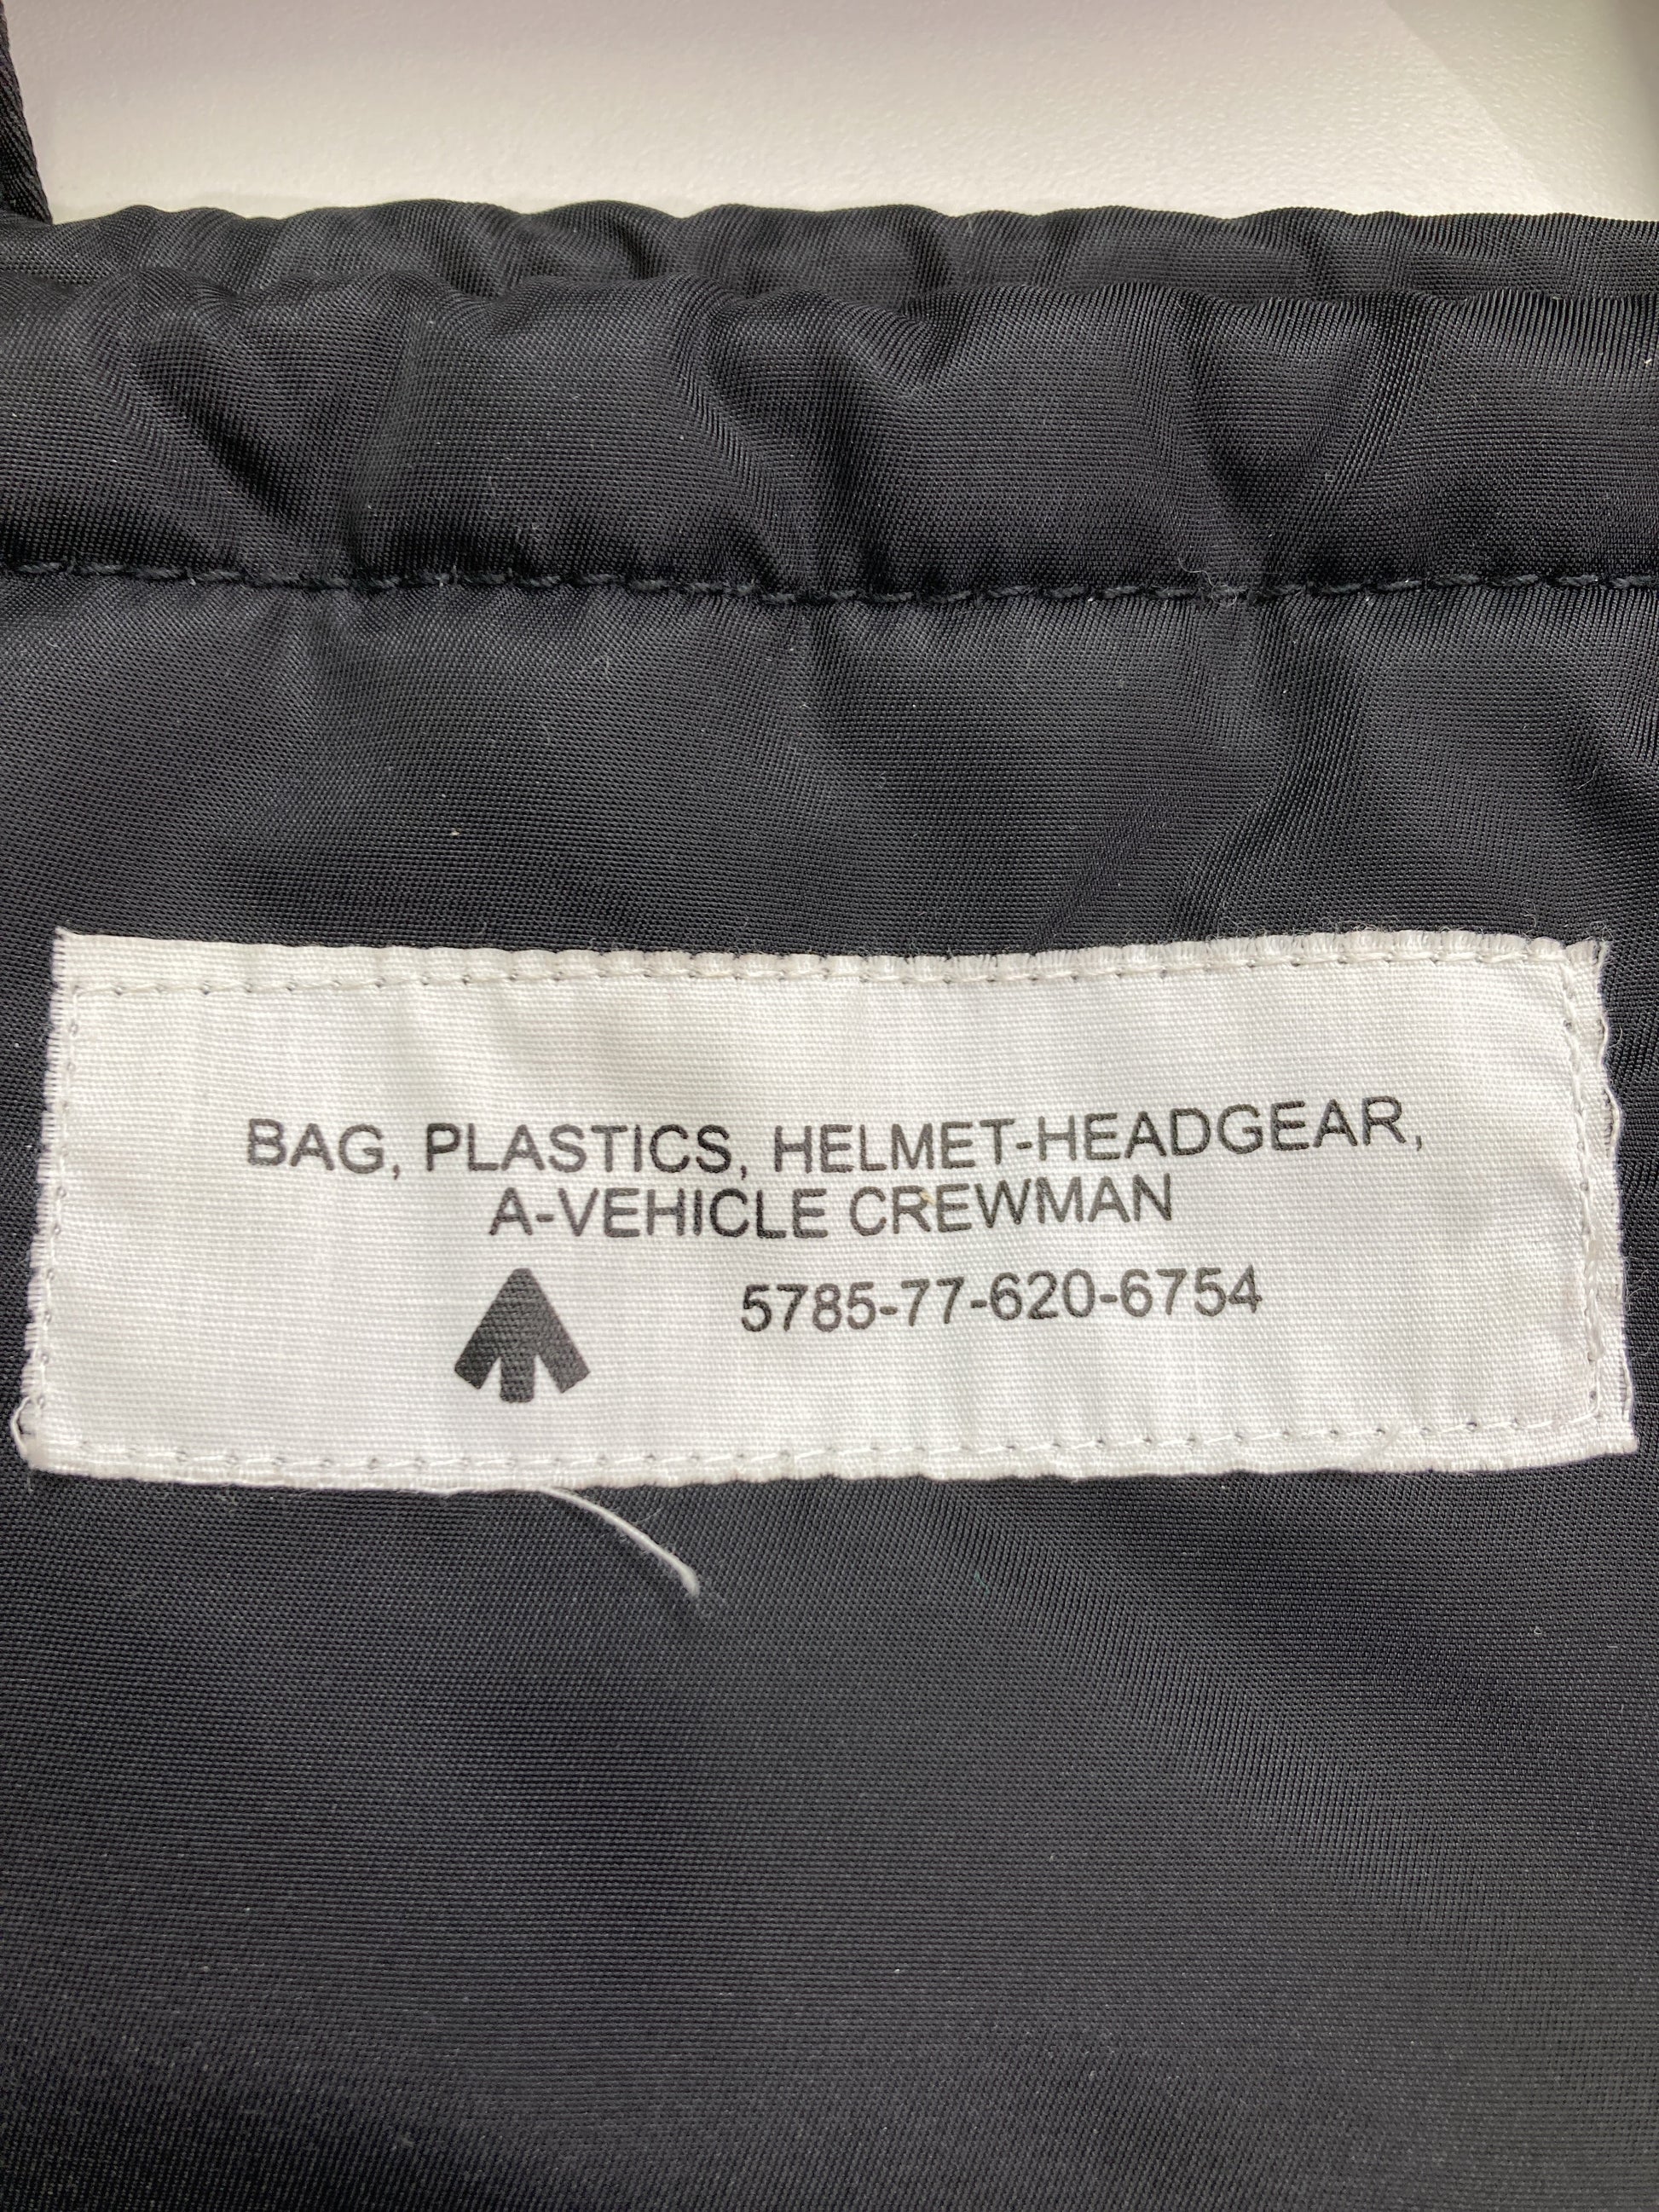 BAG, PLASTICS, HELMET-HEADGEAR,
A-VEHICLE CREWMAN
5785-77-620-6754